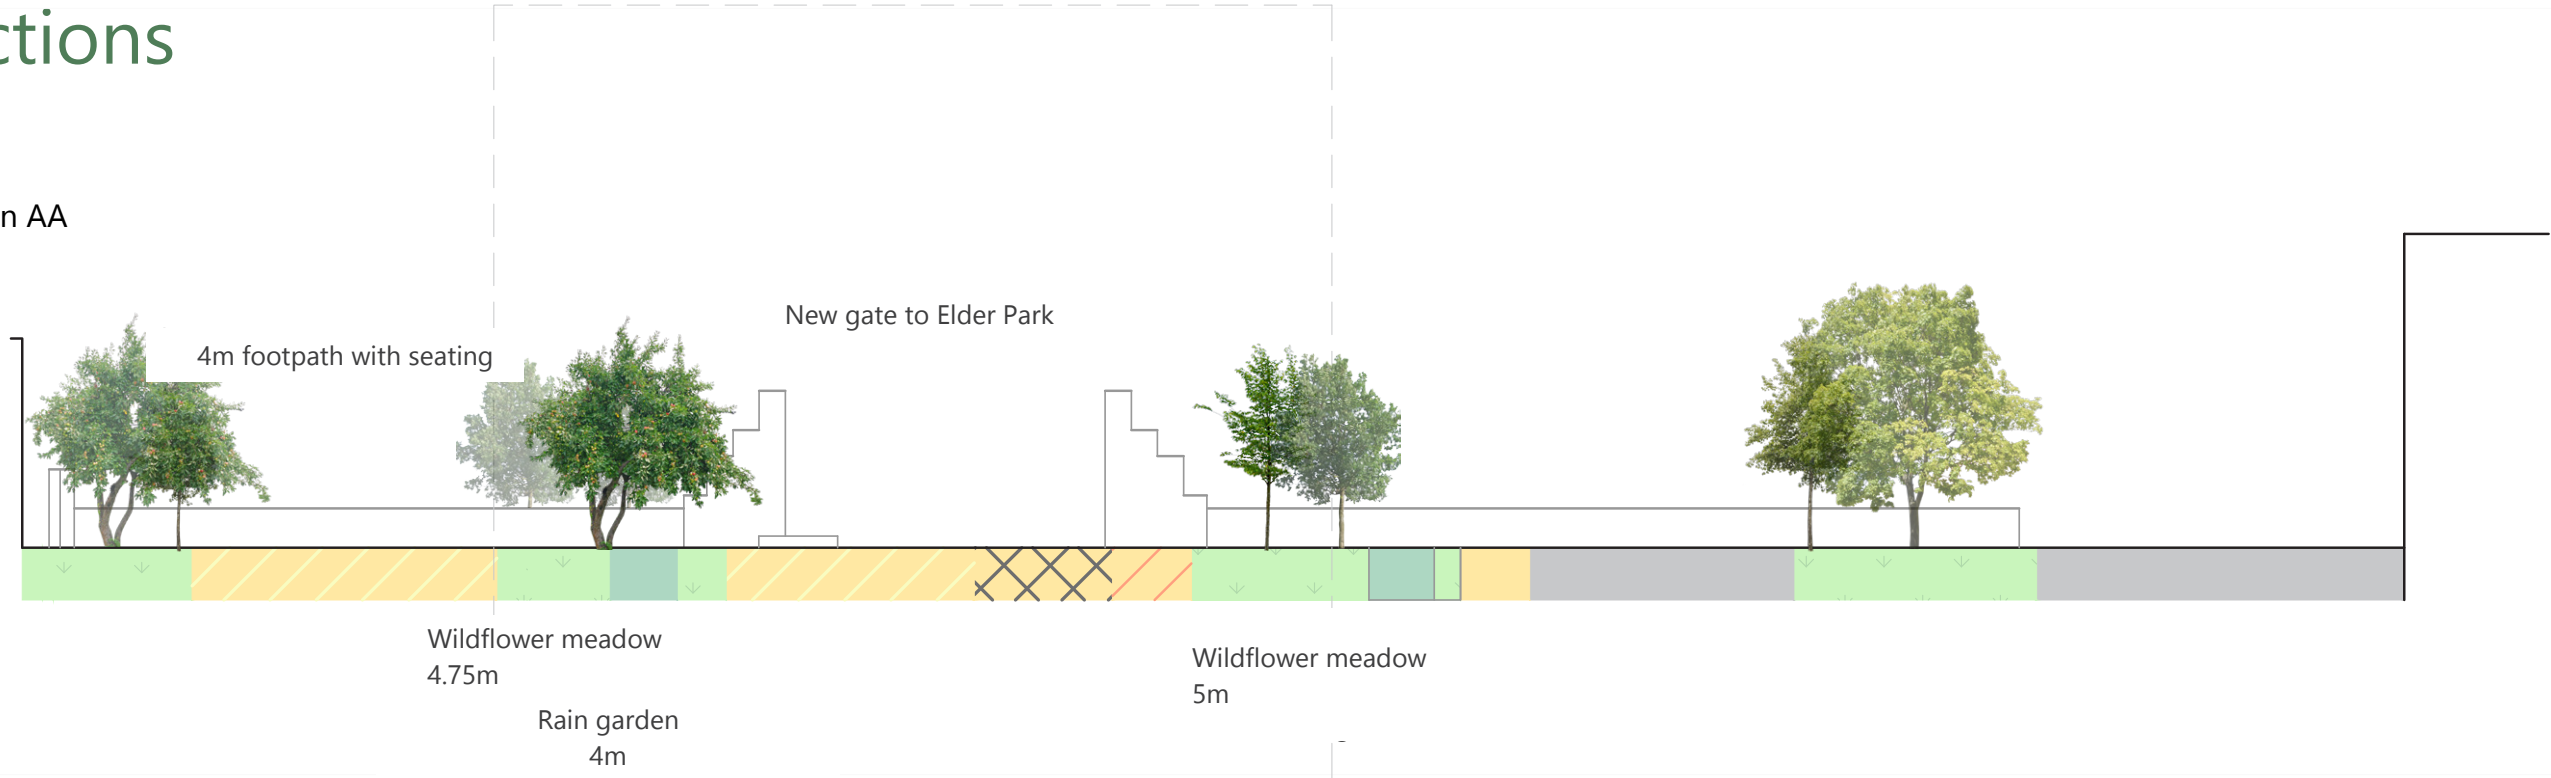 ctions
n AA
New gate to Elder Park
4m footpath with seating
Wildflower meadow
4.75m
Wildflower meadow
5m
Rain garden
4m